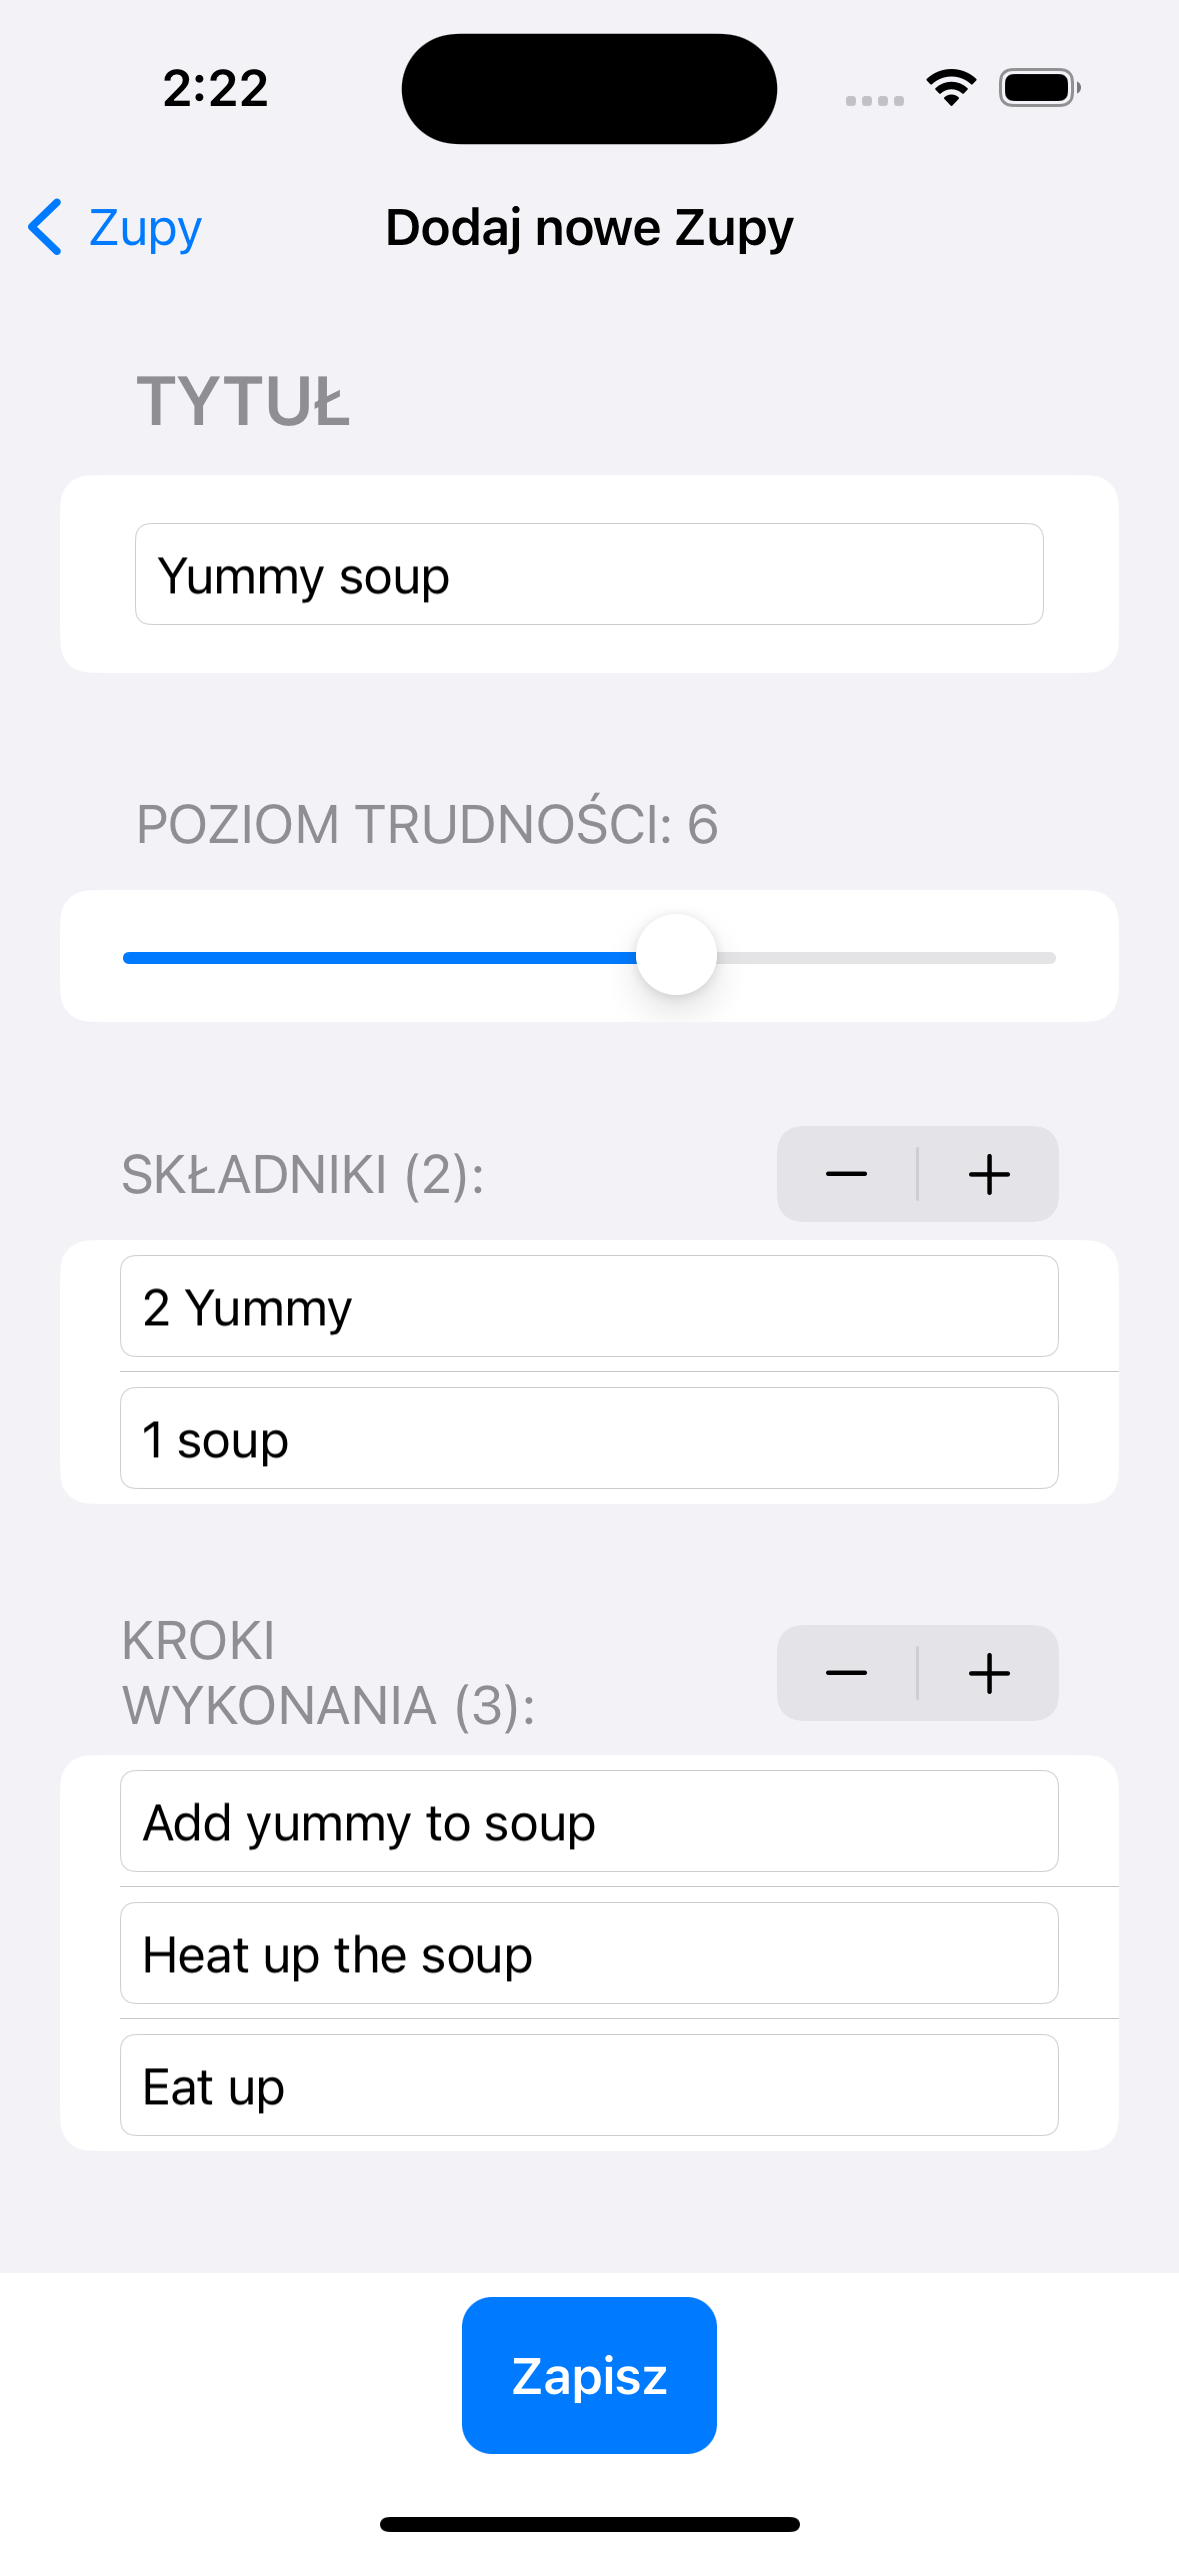 2:22
Zupy
Dodaj nowe Zupy
TYTUŁ
Yummy soup
POZIOM TRUDNOŚCI: 6
SKŁADNIKI (2):
2 Yummy
1 soup
KROKI
WYKONANIA (3):
Add yummy to soup
Heat up the soup
Eat up
Zapisz